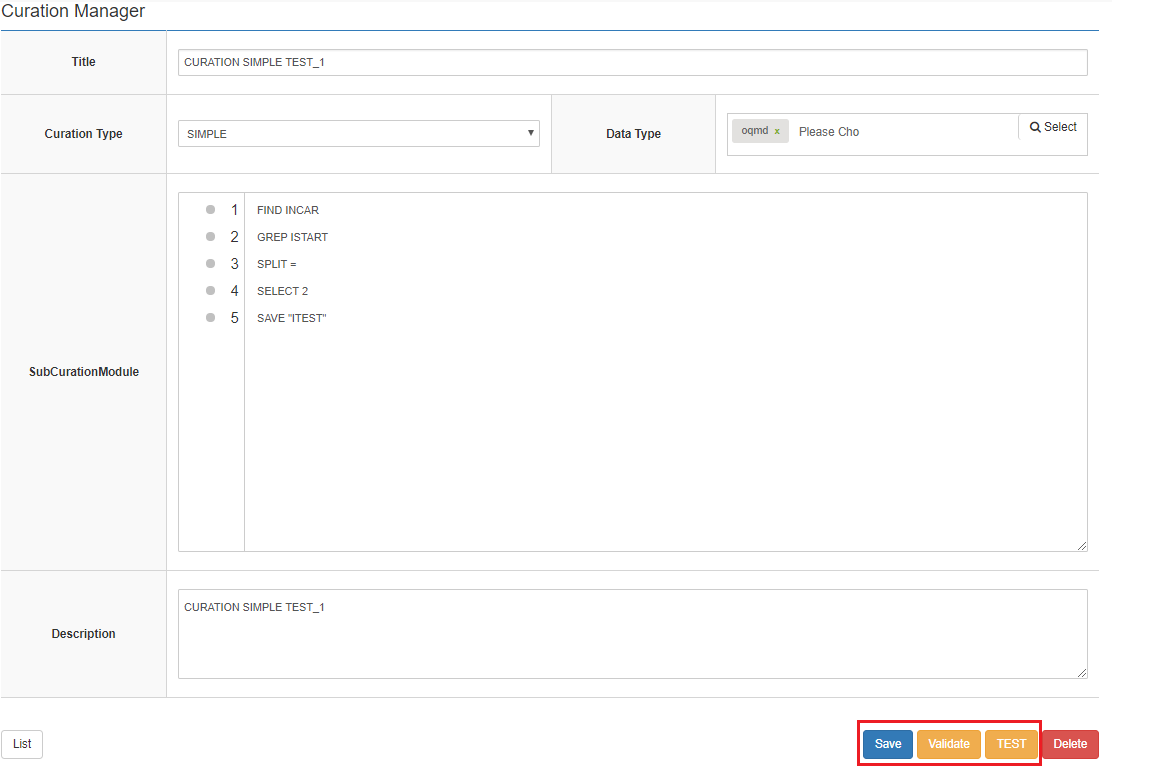 Curation Manager
Title
CURATION SIMPLE TEST_1
Curation Type
SIMPLE
Data Type
oqmd x
Please Cho
Select
SubCurationModule
1 FIND INCAR
2 GREP ISTART
3 SPLIT =
4 SELECT 2
5 SAVE "ITEST"
Description
CURATION SIMPLE TEST_1
List
Save
Validate
TEST
Delete